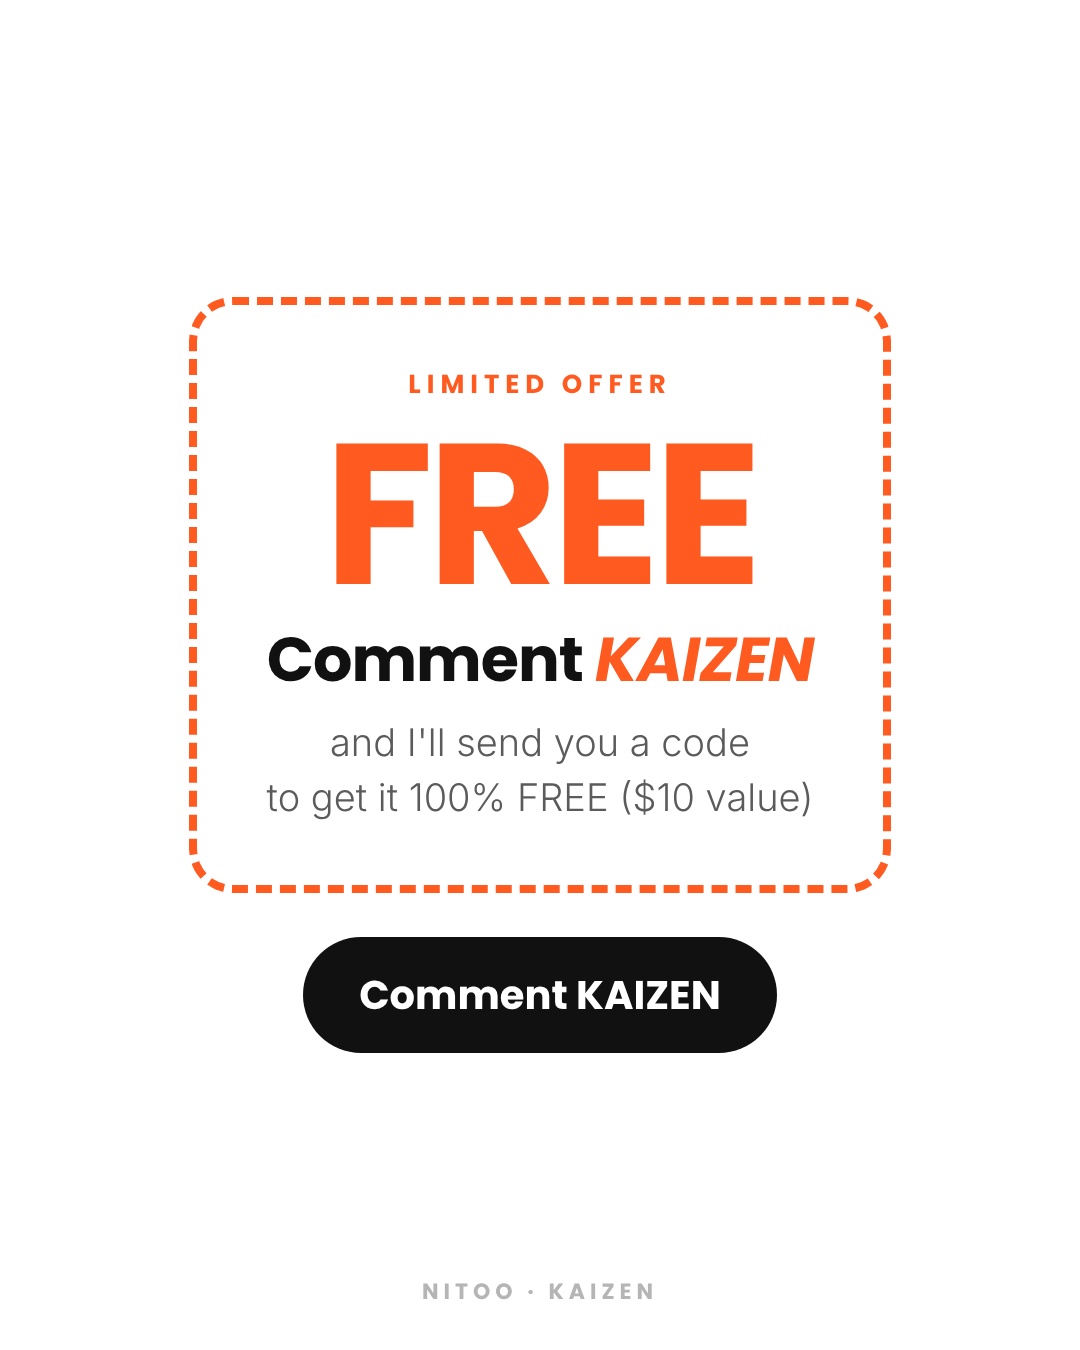 LIMITED OFFER
FREE
Comment KAIZEN
and I'll send you a code
to get it 100% FREE ($10 value)
Comment KAIZEN
NITOO · KAIZEN